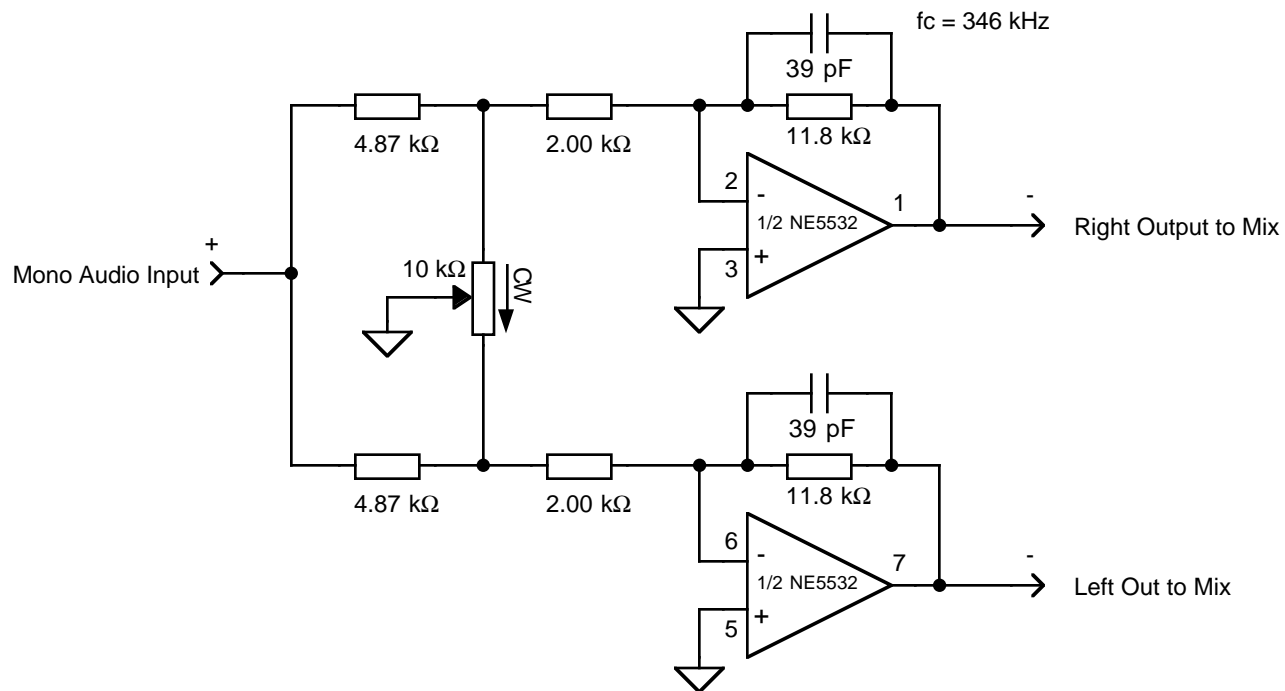 fc = 346 kHz
39 pF
4.87 kΩ
2.00 kΩ
11.8 kΩ
2
-
1
1/2 NE5532
+
3
-
Right Output to Mix
+
Mono Audio Input
10 kΩ
CW
39 pF
4.87 kΩ
2.00 kΩ
11.8 kΩ
6
-
7
1/2 NE5532
+
5
-
Left Out to Mix